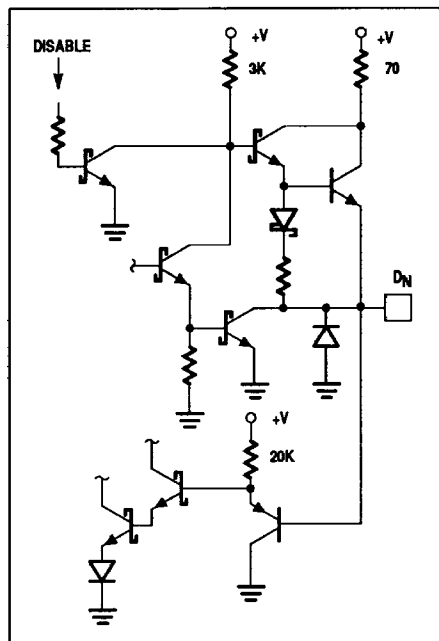 DISABLE
+V
3K
+V
70
DN
+V
20K